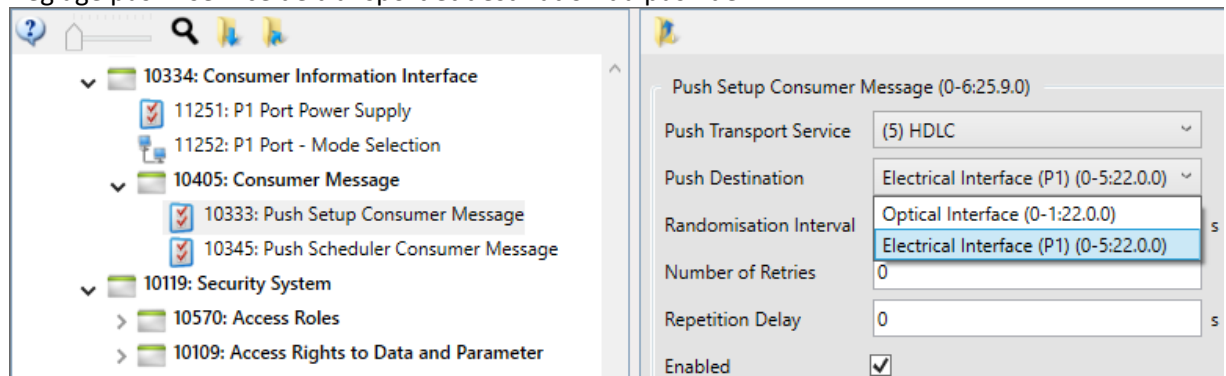 10334: Consumer Information Interface
11251: P1 Port Power Supply
11252: P1 Port - Mode Selection
10405: Consumer Message
10333: Push Setup Consumer Message
10345: Push Scheduler Consumer Message
10119: Security System
10570: Access Roles
10109: Access Rights to Data and Parameter
Push Setup Consumer Message (0-6:25.9.0)
Push Transport Service (5) HDLC
Push Destination Electrical Interface (P1) (0-5:22.0.0)
Optical Interface (0-1:22.0.0)
Randomisation Interval s
Electrical Interface (P1) (0-5:22.0.0)
Number of Retries 0
Repetition Delay 0 s
Enabled